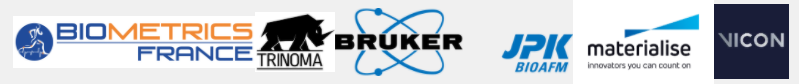 BIOMETRICS
FRANCE
TRINOMA
BRUKER
JPK
BIOAFM
materialise
innovators you can count on
VICON